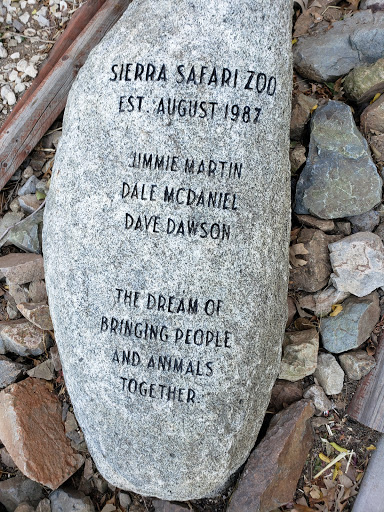 SIERRA SAFARI ZOO
EST. AUGUST 1987
JIMMIE MARTIN
DALE MCDANIEL
DAVE DAWSON
THE DREAM OF
BRINGING PEOPLE
AND ANIMALS
TOGETHER.